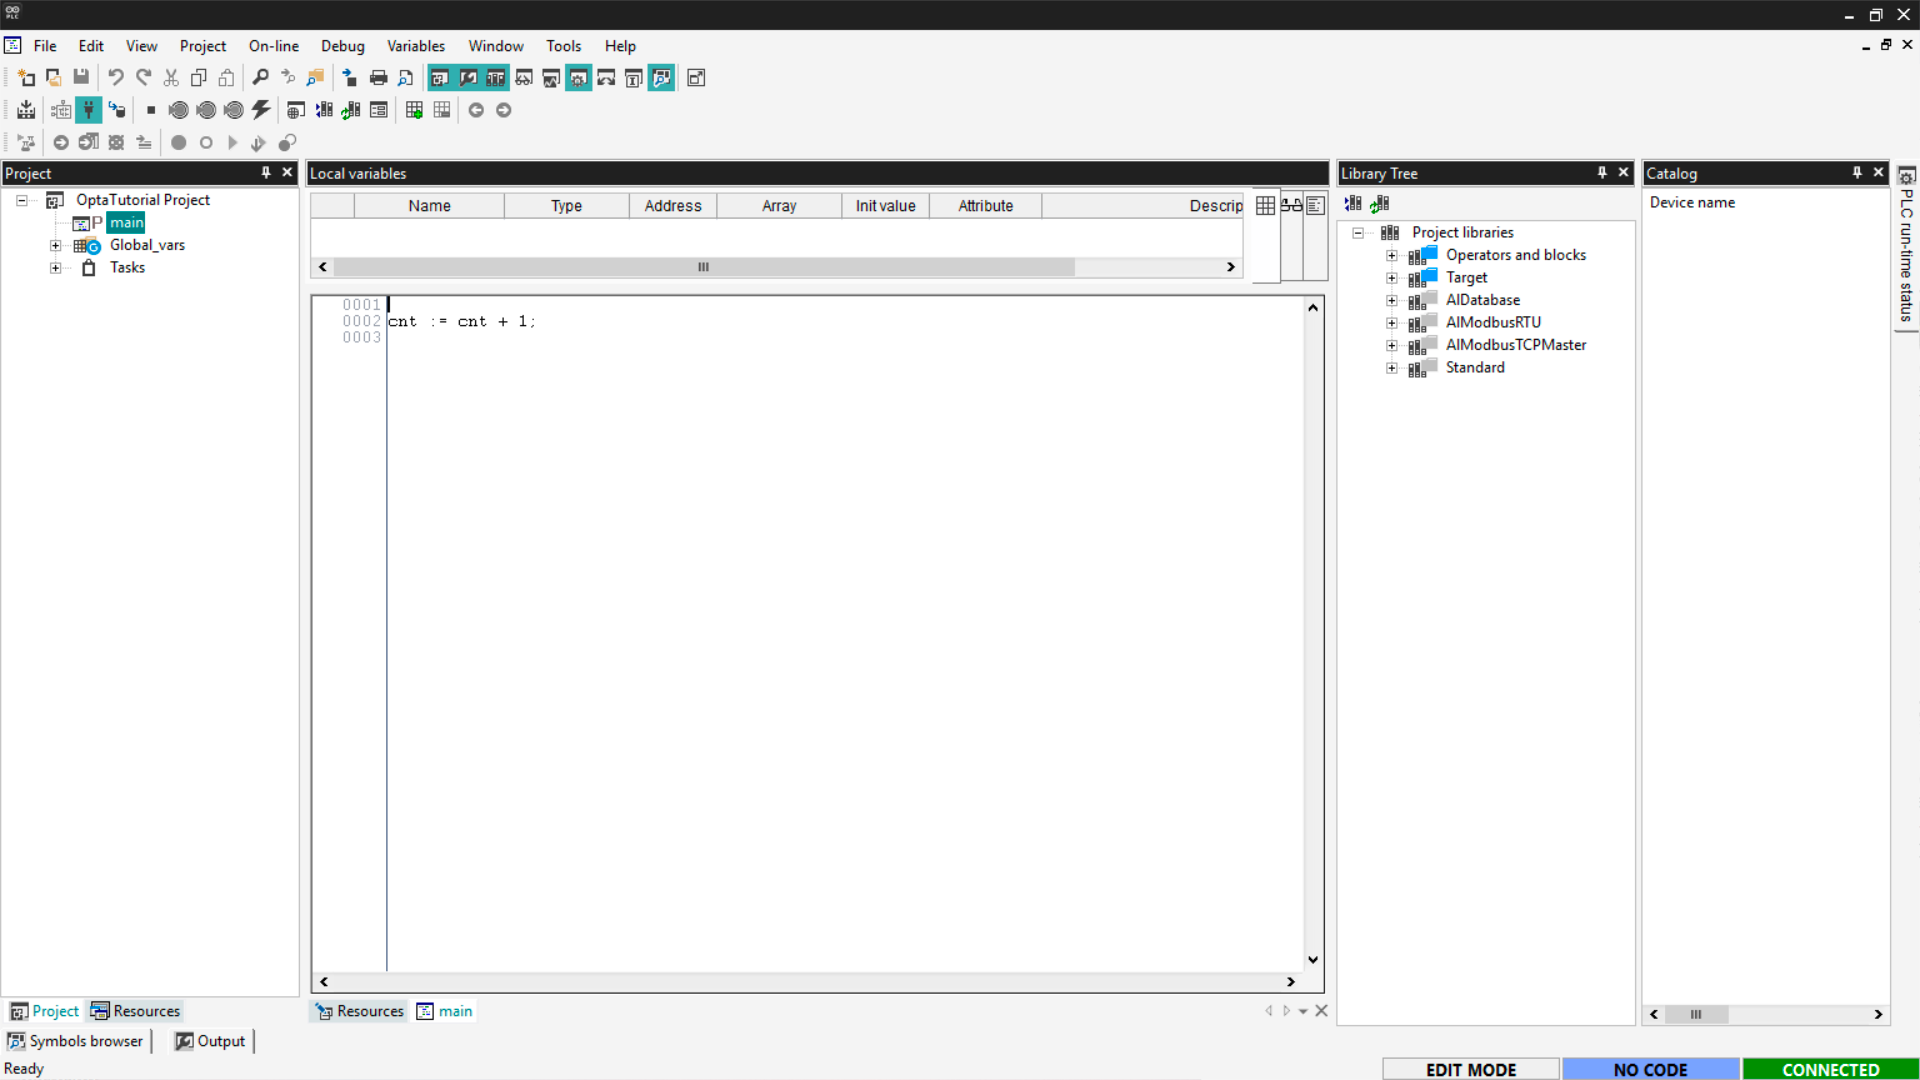 PLC
File Edit View Project On-line Debug Variables Window Tools Help
Project
OptaTutorial Project
P main
Global_vars
Tasks
Local variables
Name Type Address Array Init value Attribute Descrip
0001
0002 cnt := cnt + 1;
0003
Library Tree
Project libraries
Operators and blocks
Target
AlDatabase
AlModbusRTU
AlModbusTCPMaster
Standard
Catalog
Device name
PLC run-time status
Project Resources
Resources main
Symbols browser Output
Ready
EDIT MODE NO CODE CONNECTED